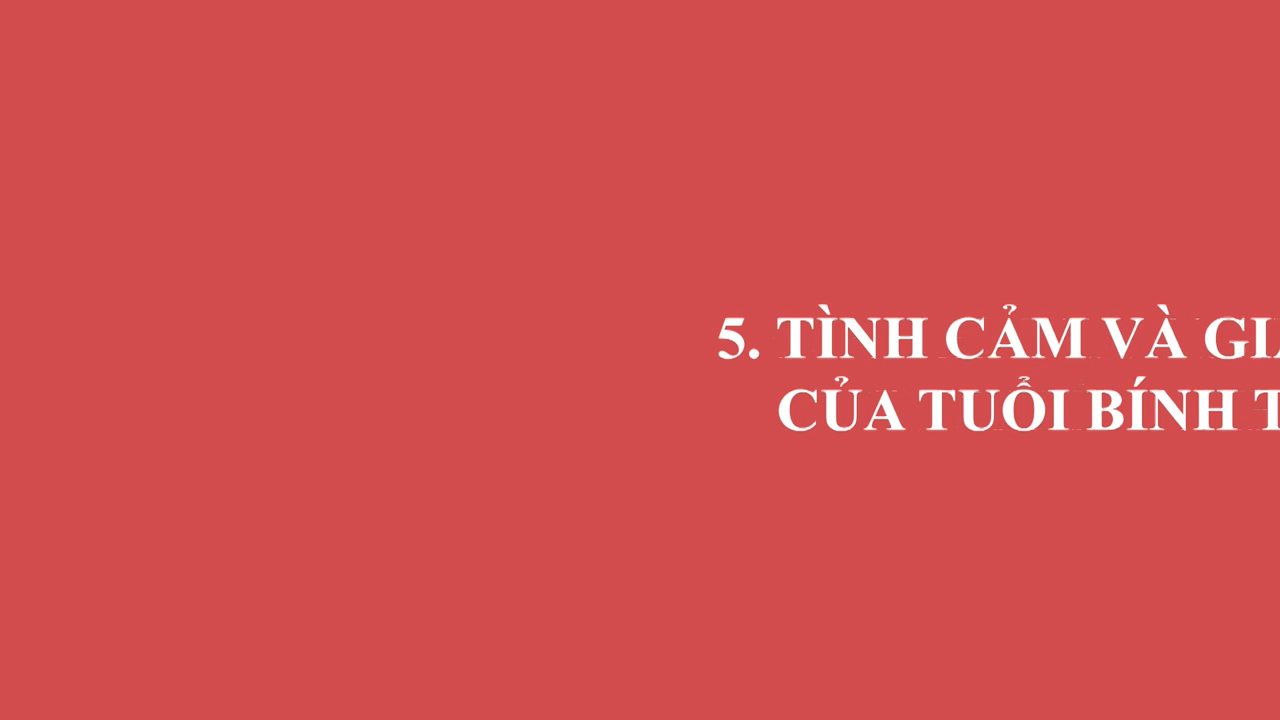 5. TÌNH CẢM VÀ
CỦA TUỔI BÍNH